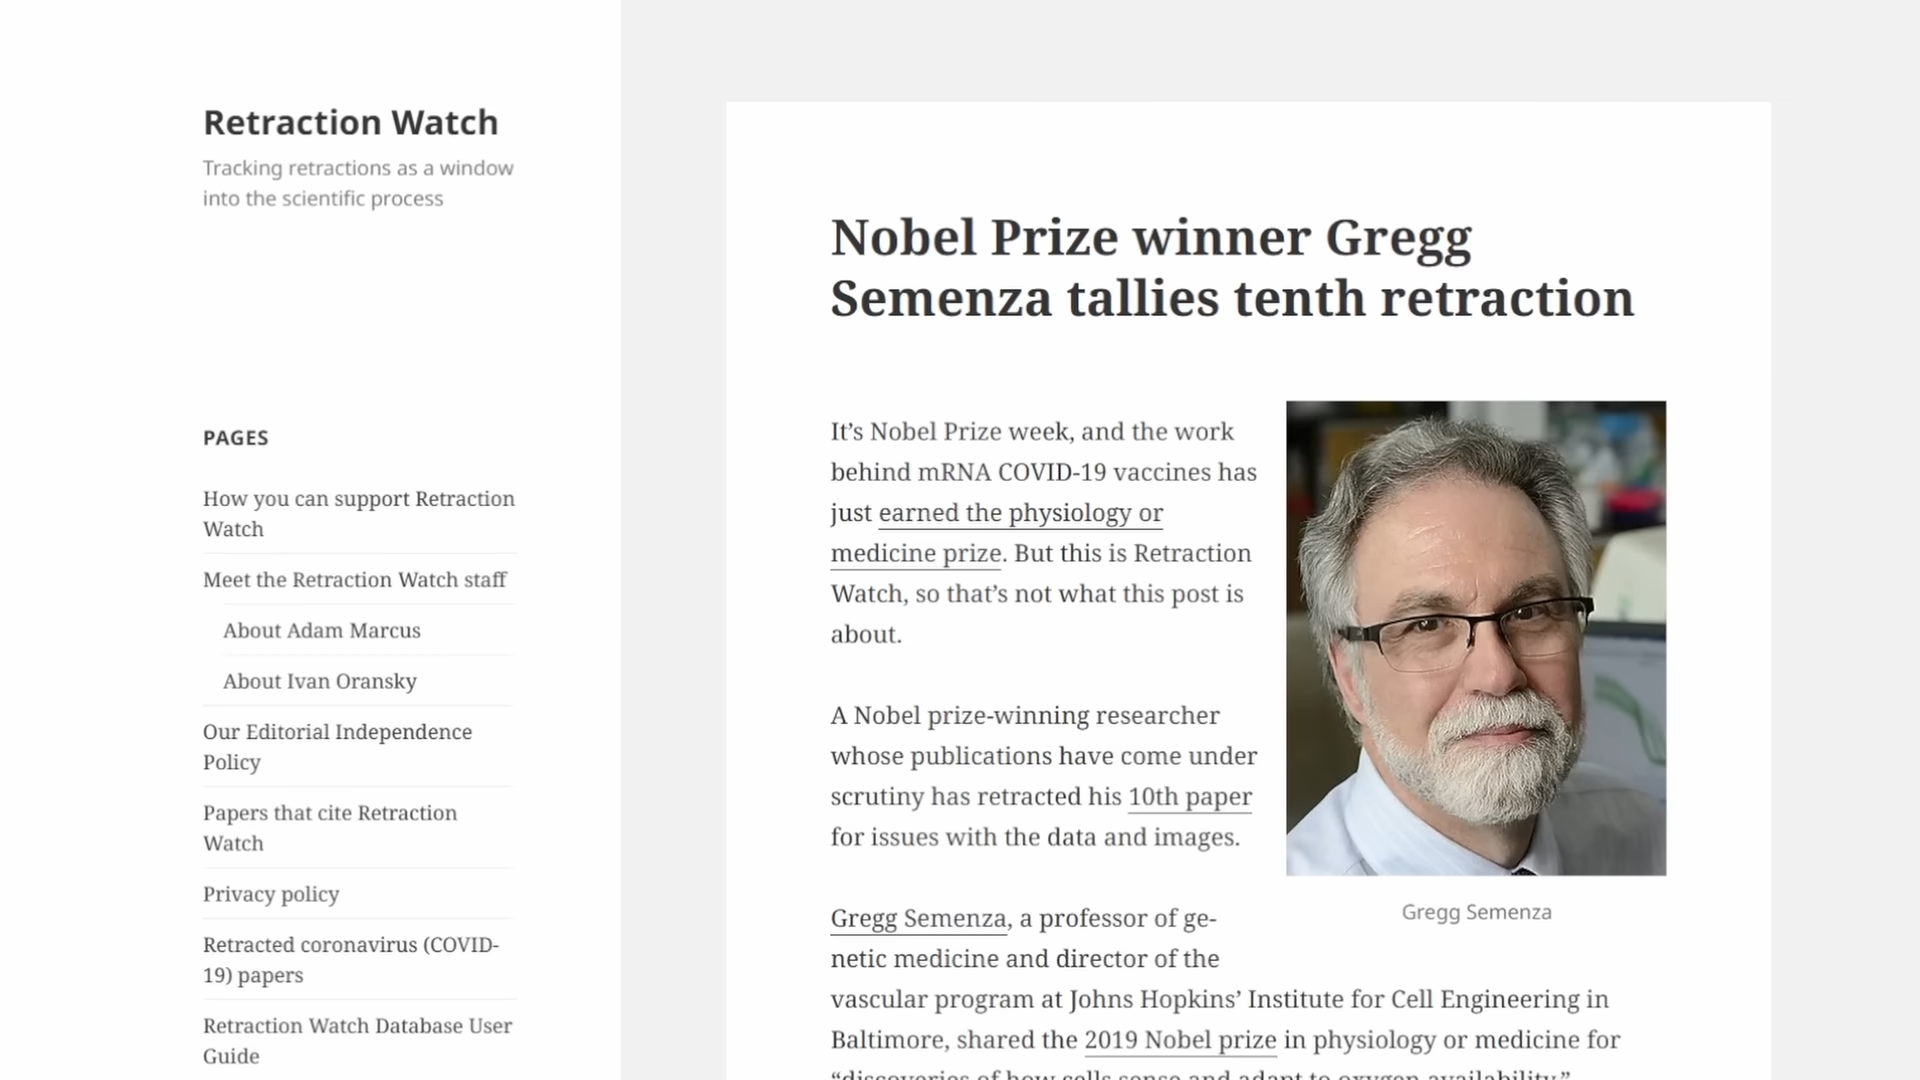 Retraction Watch
Tracking retractions as a window
into the scientific process
PAGES
How you can support Retraction
Watch
Meet the Retraction Watch staff
About Adam Marcus
About Ivan Oransky
Our Editorial Independence
Policy
Papers that cite Retraction
Watch
Privacy policy
Retracted coronavirus (COVID-
19) papers
Retraction Watch Database User
Guide
Nobel Prize winner Gregg
Semenza tallies tenth retraction
It’s Nobel Prize week, and the work
behind mRNA COVID-19 vaccines has
just earned the physiology or
medicine prize. But this is Retraction
Watch, so that’s not what this post is
about.
A Nobel prize-winning researcher
whose publications have come under
scrutiny has retracted his 10th paper
for issues with the data and images.
Gregg Semenza
Gregg Semenza, a professor of ge-
netic medicine and director of the
vascular program at Johns Hopkins’ Institute for Cell Engineering in
Baltimore, shared the 2019 Nobel prize in physiology or medicine for
“discoveries of how cells sense and adapt to oxygen availability.”